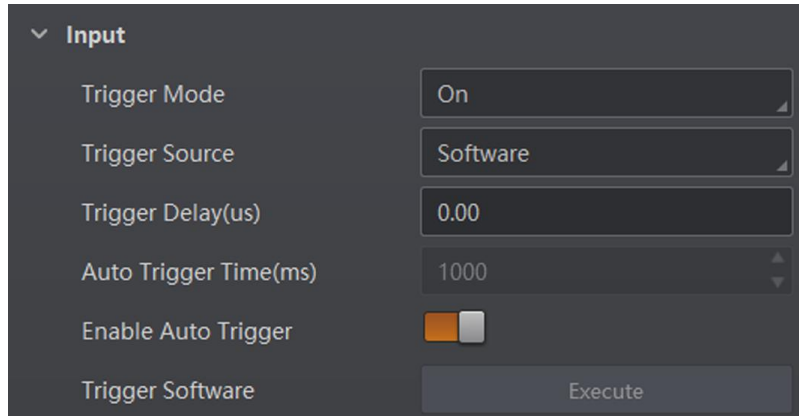 Input
Trigger Mode On
Trigger Source Software
Trigger Delay(us) 0.00
Auto Trigger Time(ms) 1000
Enable Auto Trigger
Trigger Software Execute